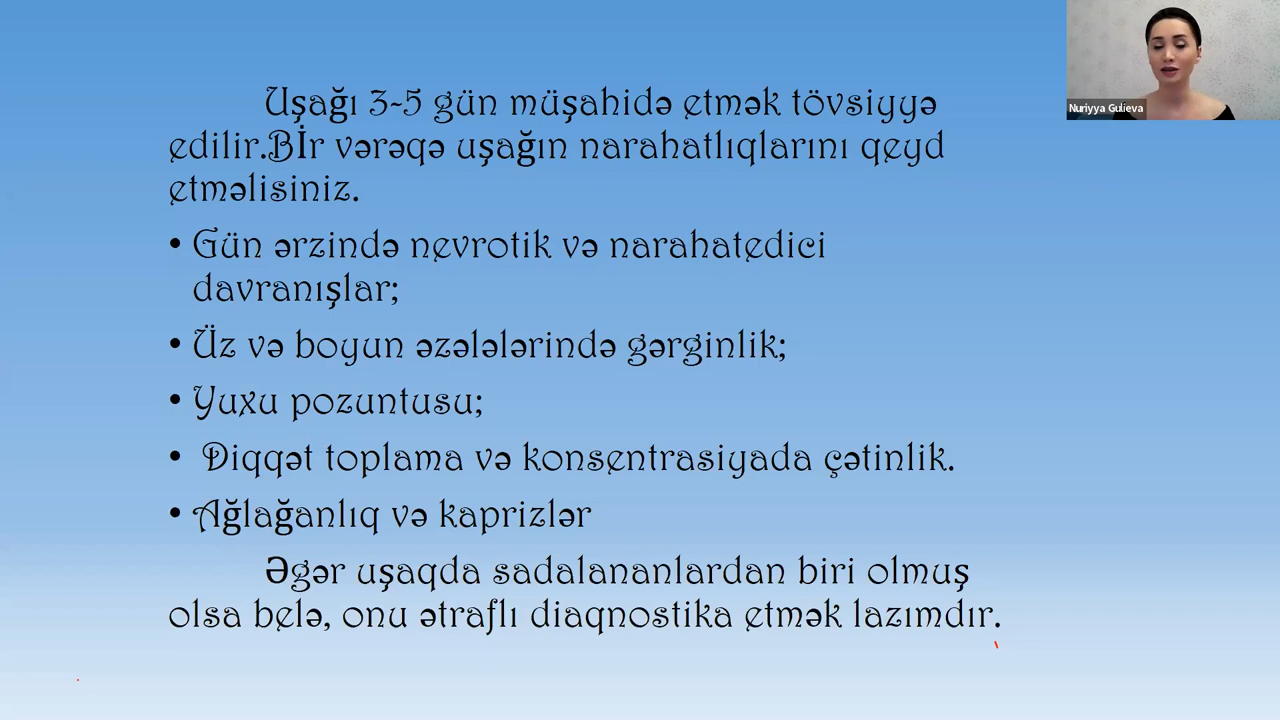 Uşağı 3-5 gün müşahidə etmək tövsiyyə
edilir.Bİr vərəqə uşağın narahatlıqlarını qeyd
etməlisiniz.
• Gün ərzində nevrotik və narahatedici
davranışlar;
• Üz və boyun əzələlərində gərginlik;
• Yuxu pozuntusu;
• Diqqət toplama və konsentrasiyada çətinlik.
• Ağlağanlıq və kaprizlər
Əgər uşaqda sadalananlardan biri olmuş
olsa belə, onu ətraflı diaqnostika etmək lazımdır.
Nuriyya Gulieva